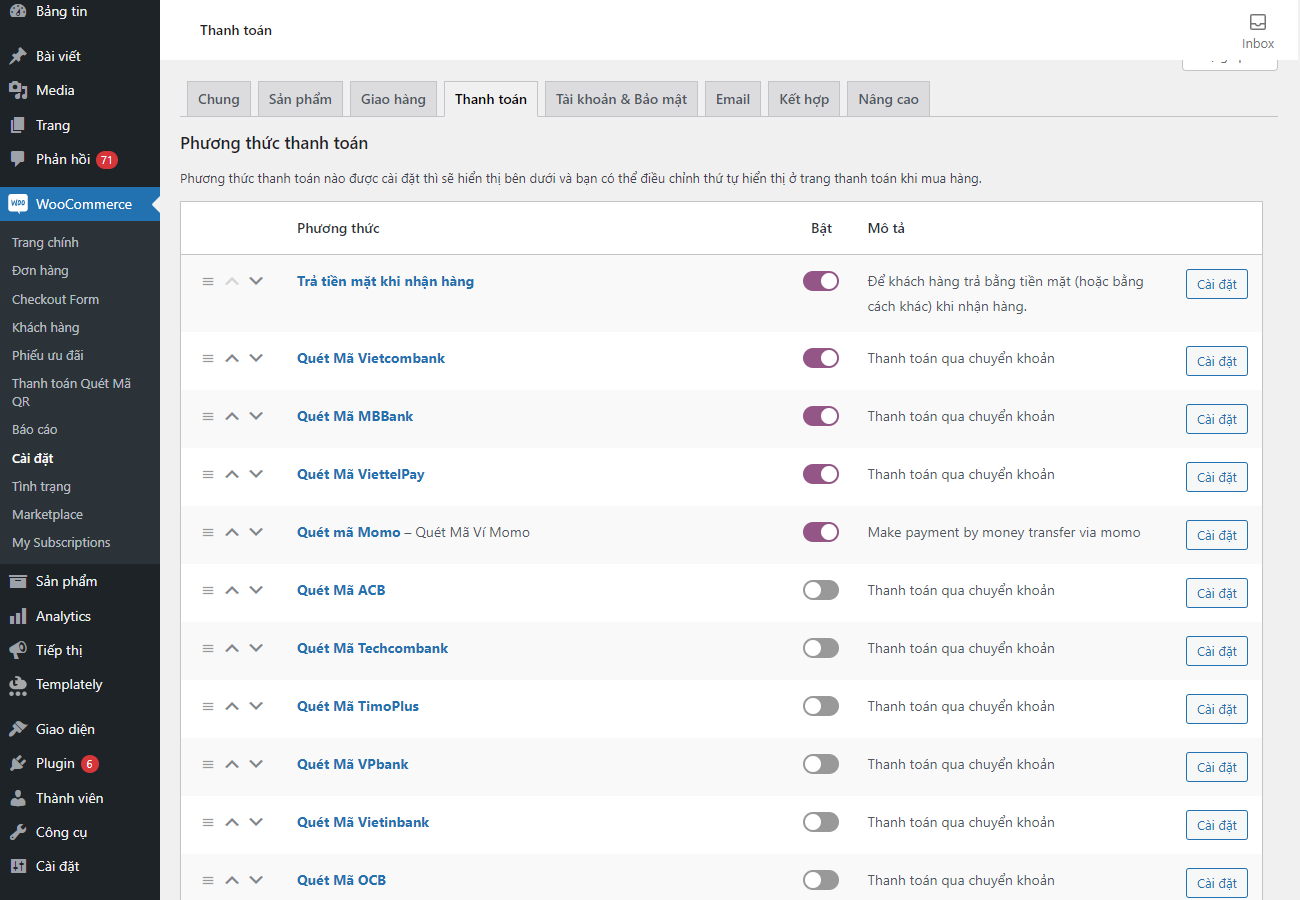 Bảng tin
Bài viết
Media
Trang
Phản hồi 71
WooCommerce
Trang chính
Đơn hàng
Checkout Form
Khách hàng
Phiếu ưu đãi
Thanh toán Quét Mã
QR
Báo cáo
Cài đặt
Tình trạng
Marketplace
My Subscriptions
Sản phẩm
Analytics
Tiếp thị
Templately
Giao diện
Plugin 6
Thành viên
Công cụ
Cài đặt
Thanh toán
Inbox
Chung Sản phẩm Giao hàng Thanh toán Tài khoản & Bảo mật Email Kết hợp Nâng cao
Phương thức thanh toán
Phương thức thanh toán nào được cài đặt thì sẽ hiển thị bên dưới và bạn có thể điều chỉnh thứ tự hiển thị ở trang thanh toán khi mua hàng.
Phương thức Bật Mô tả
Trả tiền mặt khi nhận hàng Để khách hàng trả bằng tiền mặt (hoặc bằng Cài đặt
cách khác) khi nhận hàng.
Quét Mã Vietcombank Thanh toán qua chuyển khoản Cài đặt
Quét Mã MBBank Thanh toán qua chuyển khoản Cài đặt
Quét Mã ViettelPay Thanh toán qua chuyển khoản Cài đặt
Quét mã Momo – Quét Mã Ví Momo Make payment by money transfer via momo Cài đặt
Quét Mã ACB Thanh toán qua chuyển khoản Cài đặt
Quét Mã Techcombank Thanh toán qua chuyển khoản Cài đặt
Quét Mã TimoPlus Thanh toán qua chuyển khoản Cài đặt
Quét Mã VPbank Thanh toán qua chuyển khoản Cài đặt
Quét Mã Vietinbank Thanh toán qua chuyển khoản Cài đặt
Quét Mã OCB Thanh toán qua chuyển khoản Cài đặt